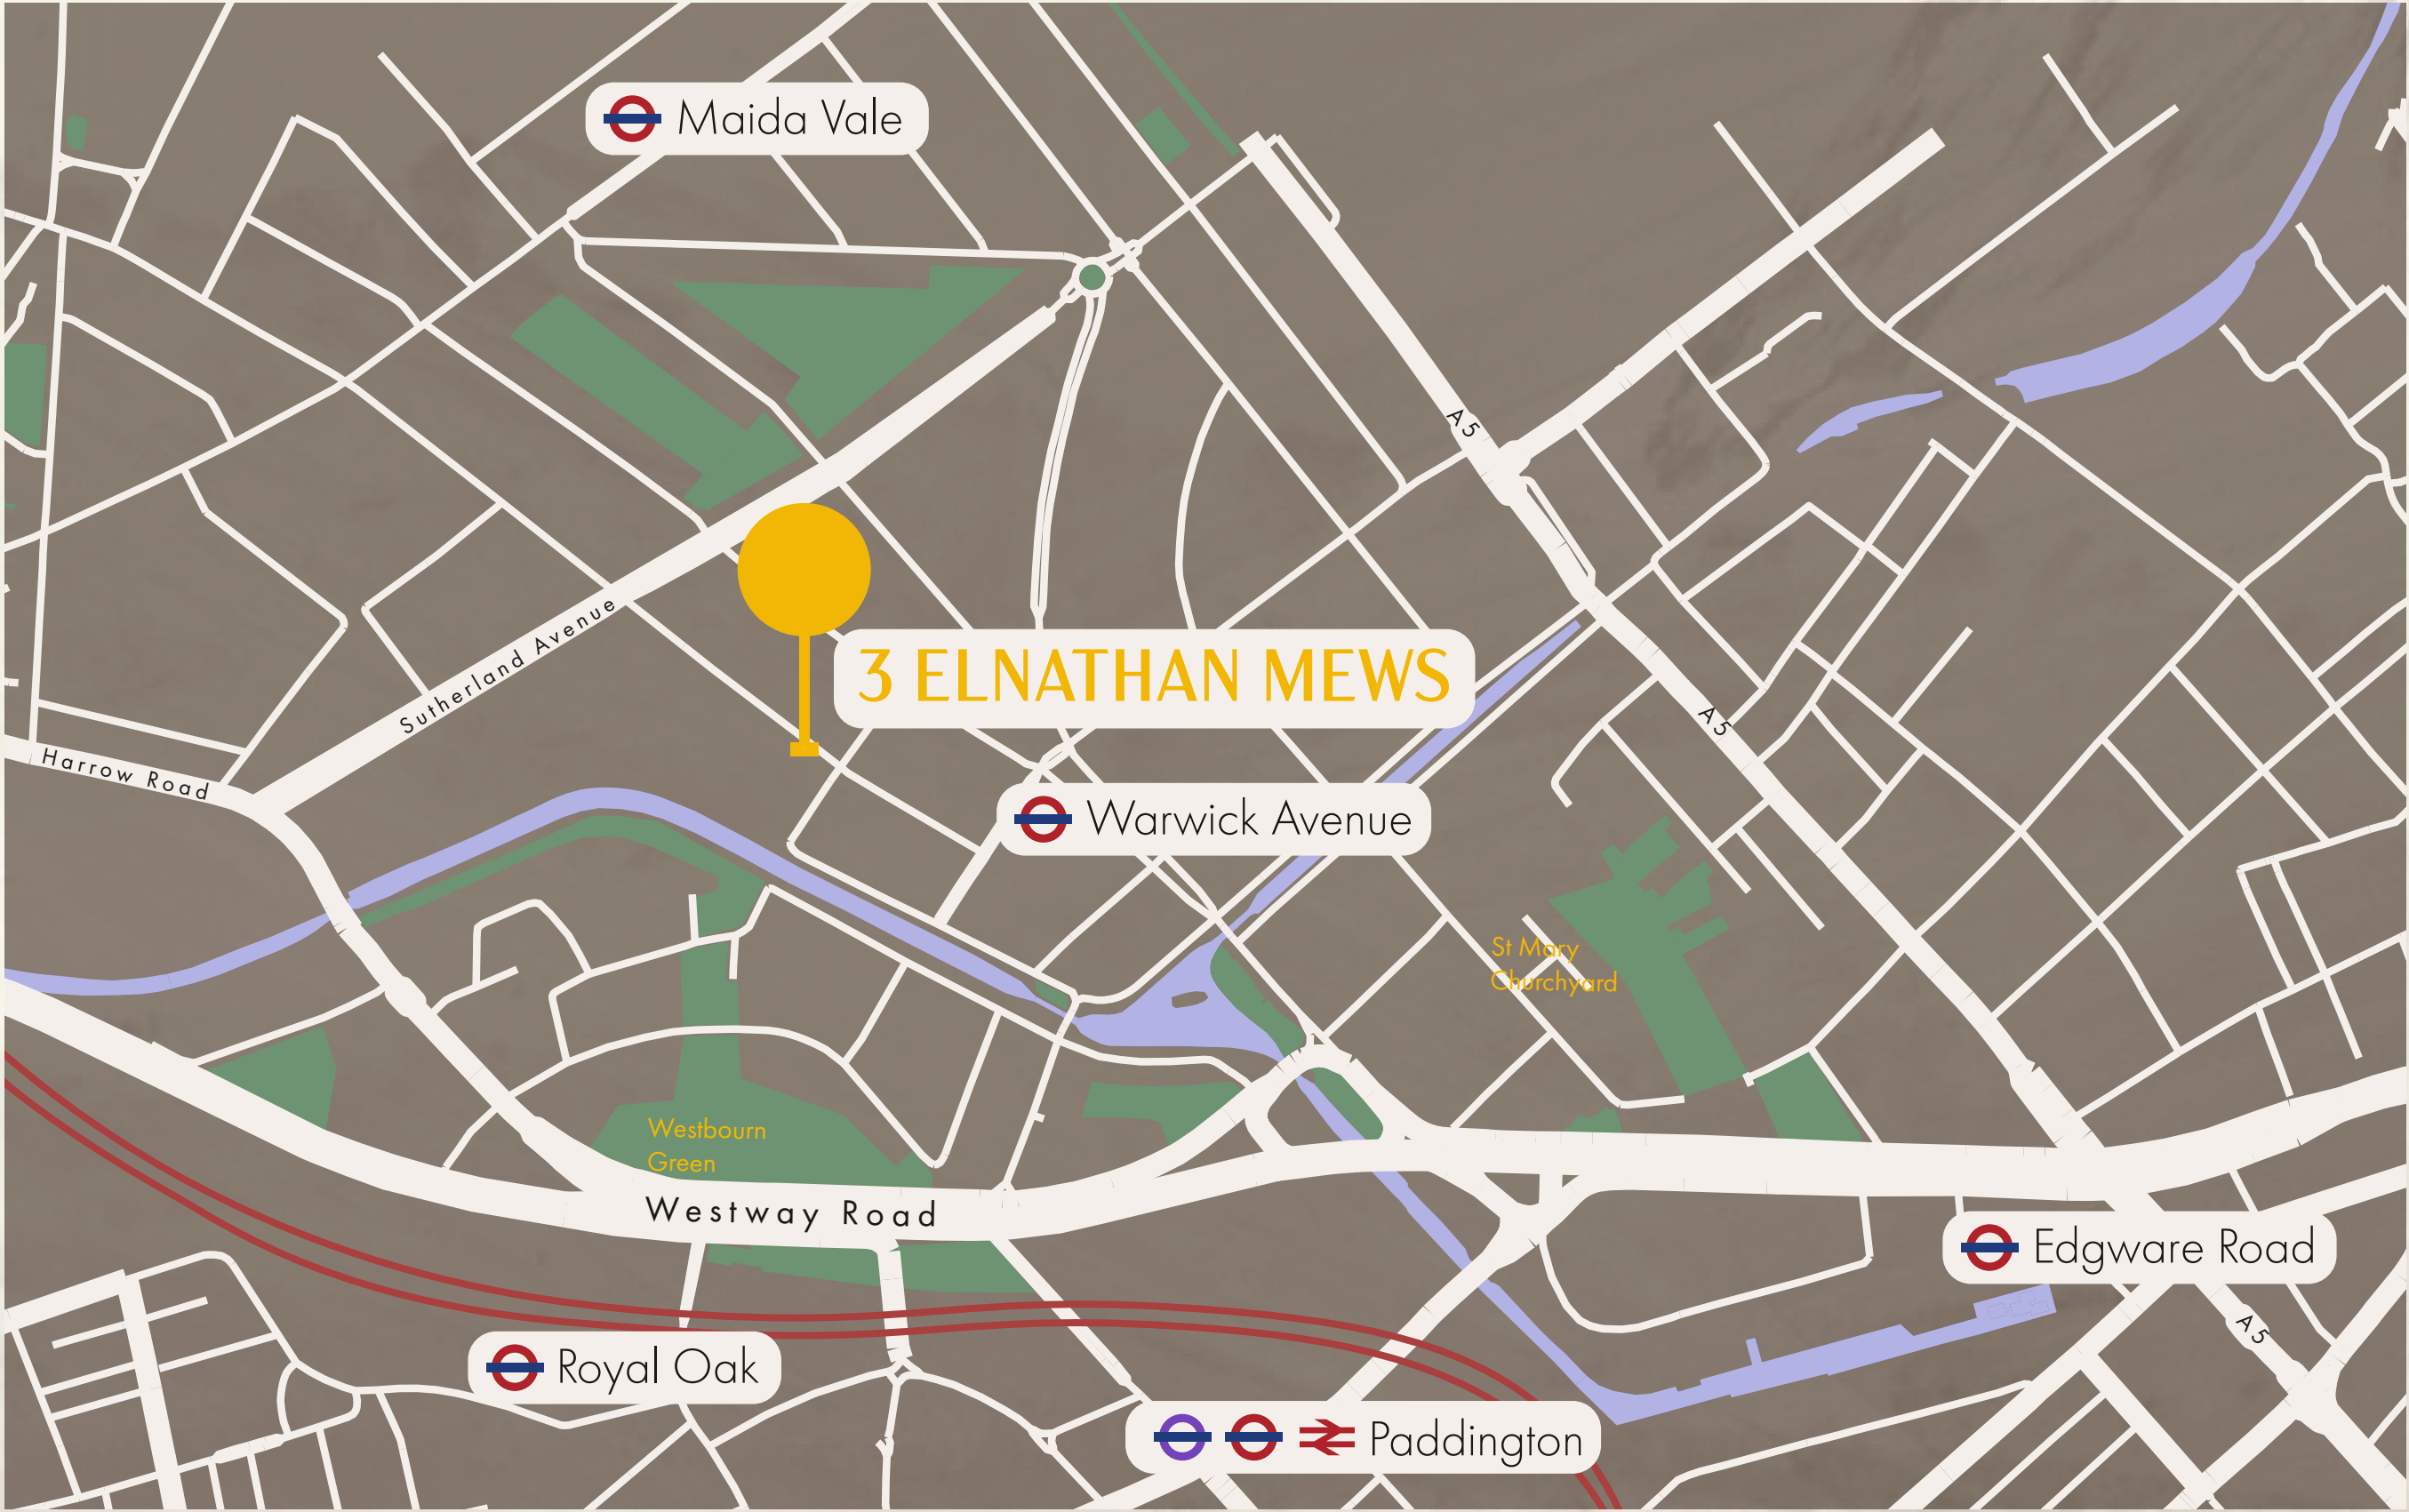 Maida Vale
A5
Sutherland Avenue
3 ELNATHAN MEWS
A5
Harrow Road
Warwick Avenue
St Mary
Churchyard
Westbourn
Green
Westway Road
Edgware Road
A5
Royal Oak
Paddington